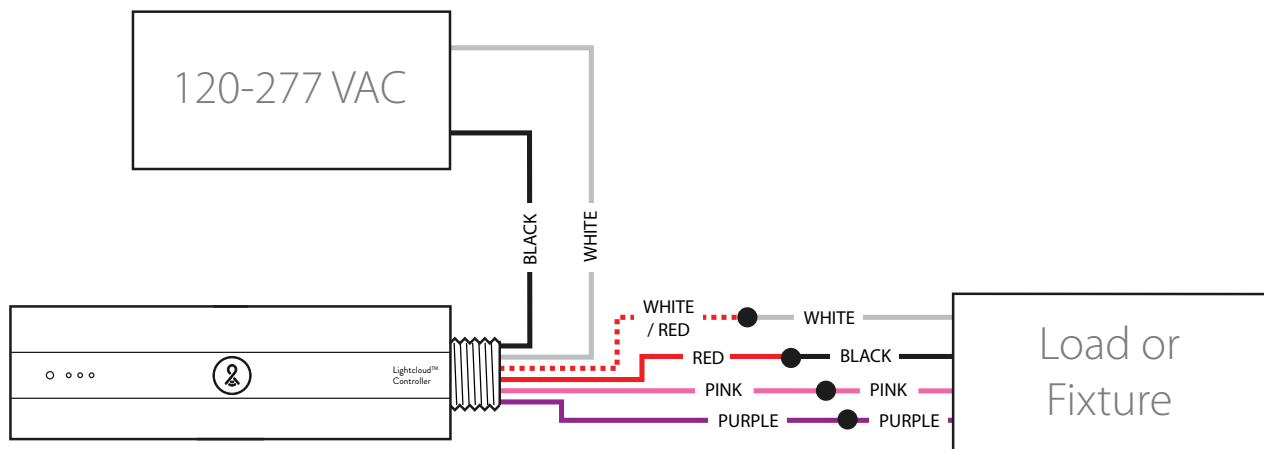 120-277 VAC
BLACK
WHITE
WHITE
/ RED
WHITE
RED
BLACK
PINK
PINK
PURPLE
PURPLE
Load or
Fixture
Lightcloud™
Controller